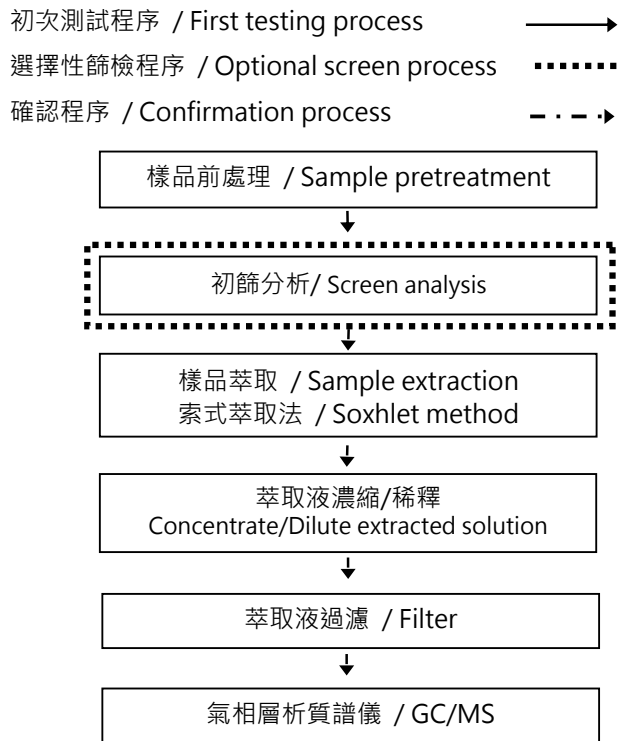 初次測試程序 / First testing process
選擇性篩檢程序 / Optional screen process
確認程序 / Confirmation process
樣品前處理 / Sample pretreatment
初篩分析/ Screen analysis
樣品萃取 / Sample extraction
索式萃取法 / Soxhlet method
萃取液濃縮/稀釋
Concentrate/Dilute extracted solution
萃取液過濾 / Filter
氣相層析質譜儀 / GC/MS